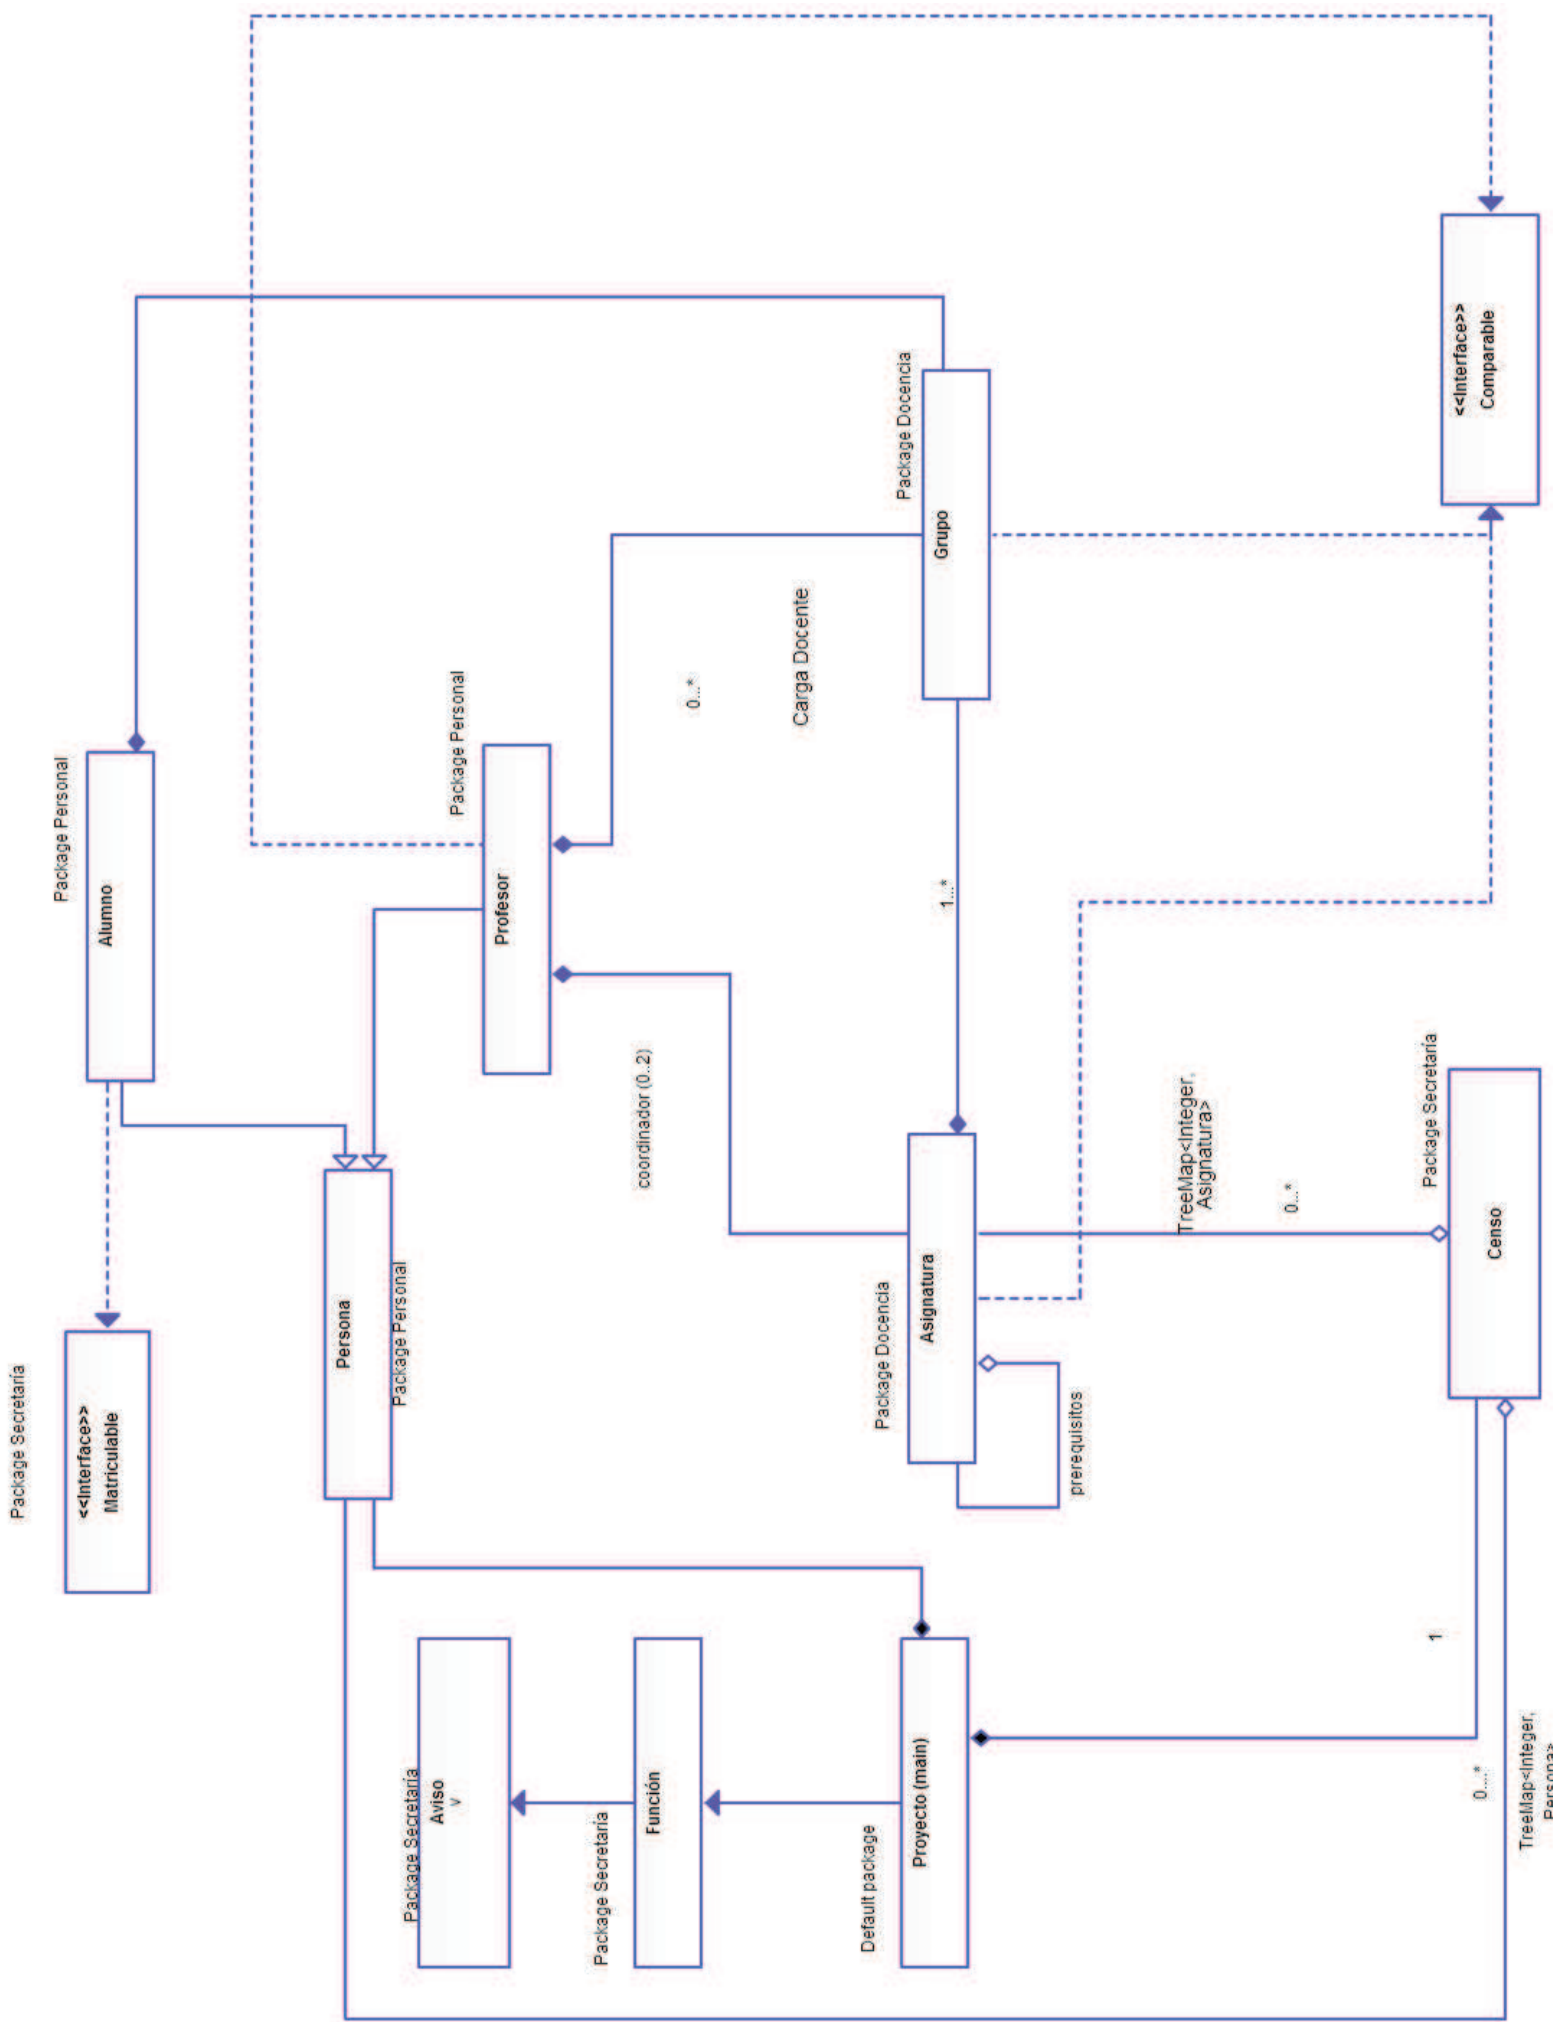 Package Secretaría
<<Interface>>
Matriculable
Package Personal
Alumno
Persona
Package Personal
Package Secretaría
Aviso
v
Package Personal
Profesor
Package Secretaría
Función
coordinador (0..2)
0...*
Carga Docente
Default package
Proyecto (main)
Package Docencia
Asignatura
Package Docencia
Grupo
1...*
prerequisitos
TreeMap<Integer,
Asignatura>
0...*
Package Secretaría
Censo
<<Interface>>
Comparable
1
0....*
TreeMap<Integer,
Persona>